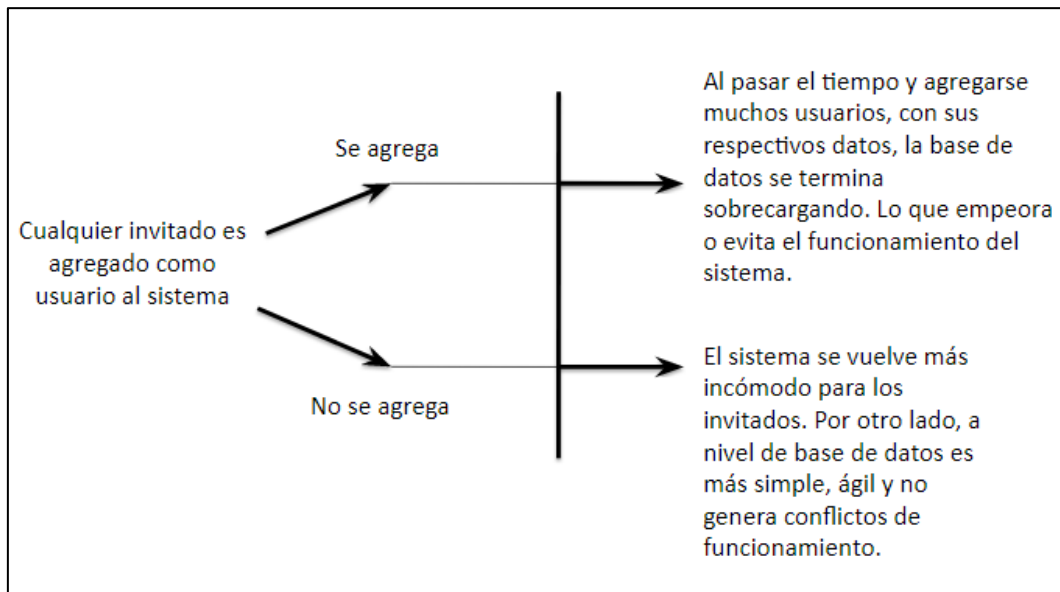 Cualquier invitado es
agregado como
usuario al sistema
Se agrega
No se agrega
Al pasar el tiempo y agregarse
muchos usuarios, con sus
respectivos datos, la base de
datos se termina
sobrecargando. Lo que empeora
o evita el funcionamiento del
sistema.
El sistema se vuelve más
incómodo para los
invitados. Por otro lado, a
nivel de base de datos es
más simple, ágil y no
genera conflictos de
funcionamiento.